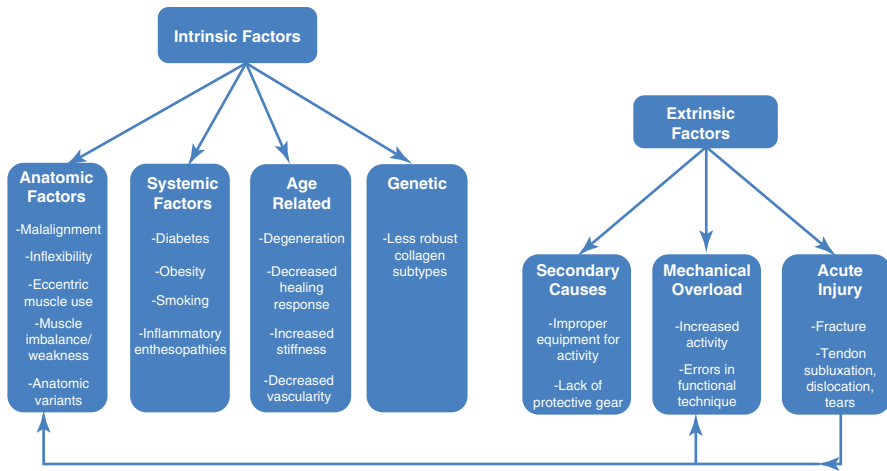 Intrinsic Factors
Anatomic
Factors
-Malalignment
-Inflexibility
-Eccentric
muscle use
-Muscle
imbalance/
weakness
-Anatomic
variants
Systemic
Factors
-Diabetes
-Obesity
-Smoking
-Inflammatory
enthesopathies
Age
Related
-Degeneration
-Decreased
healing
response
-Increased
stiffness
-Decreased
vascularity
Genetic
-Less robust
collagen
subtypes
Extrinsic
Factors
Secondary
Causes
-Improper
equipment for
activity
-Lack of
protective gear
Mechanical
Overload
-Increased
activity
-Errors in
functional
technique
Acute
Injury
-Fracture
-Tendon
subluxation,
dislocation,
tears